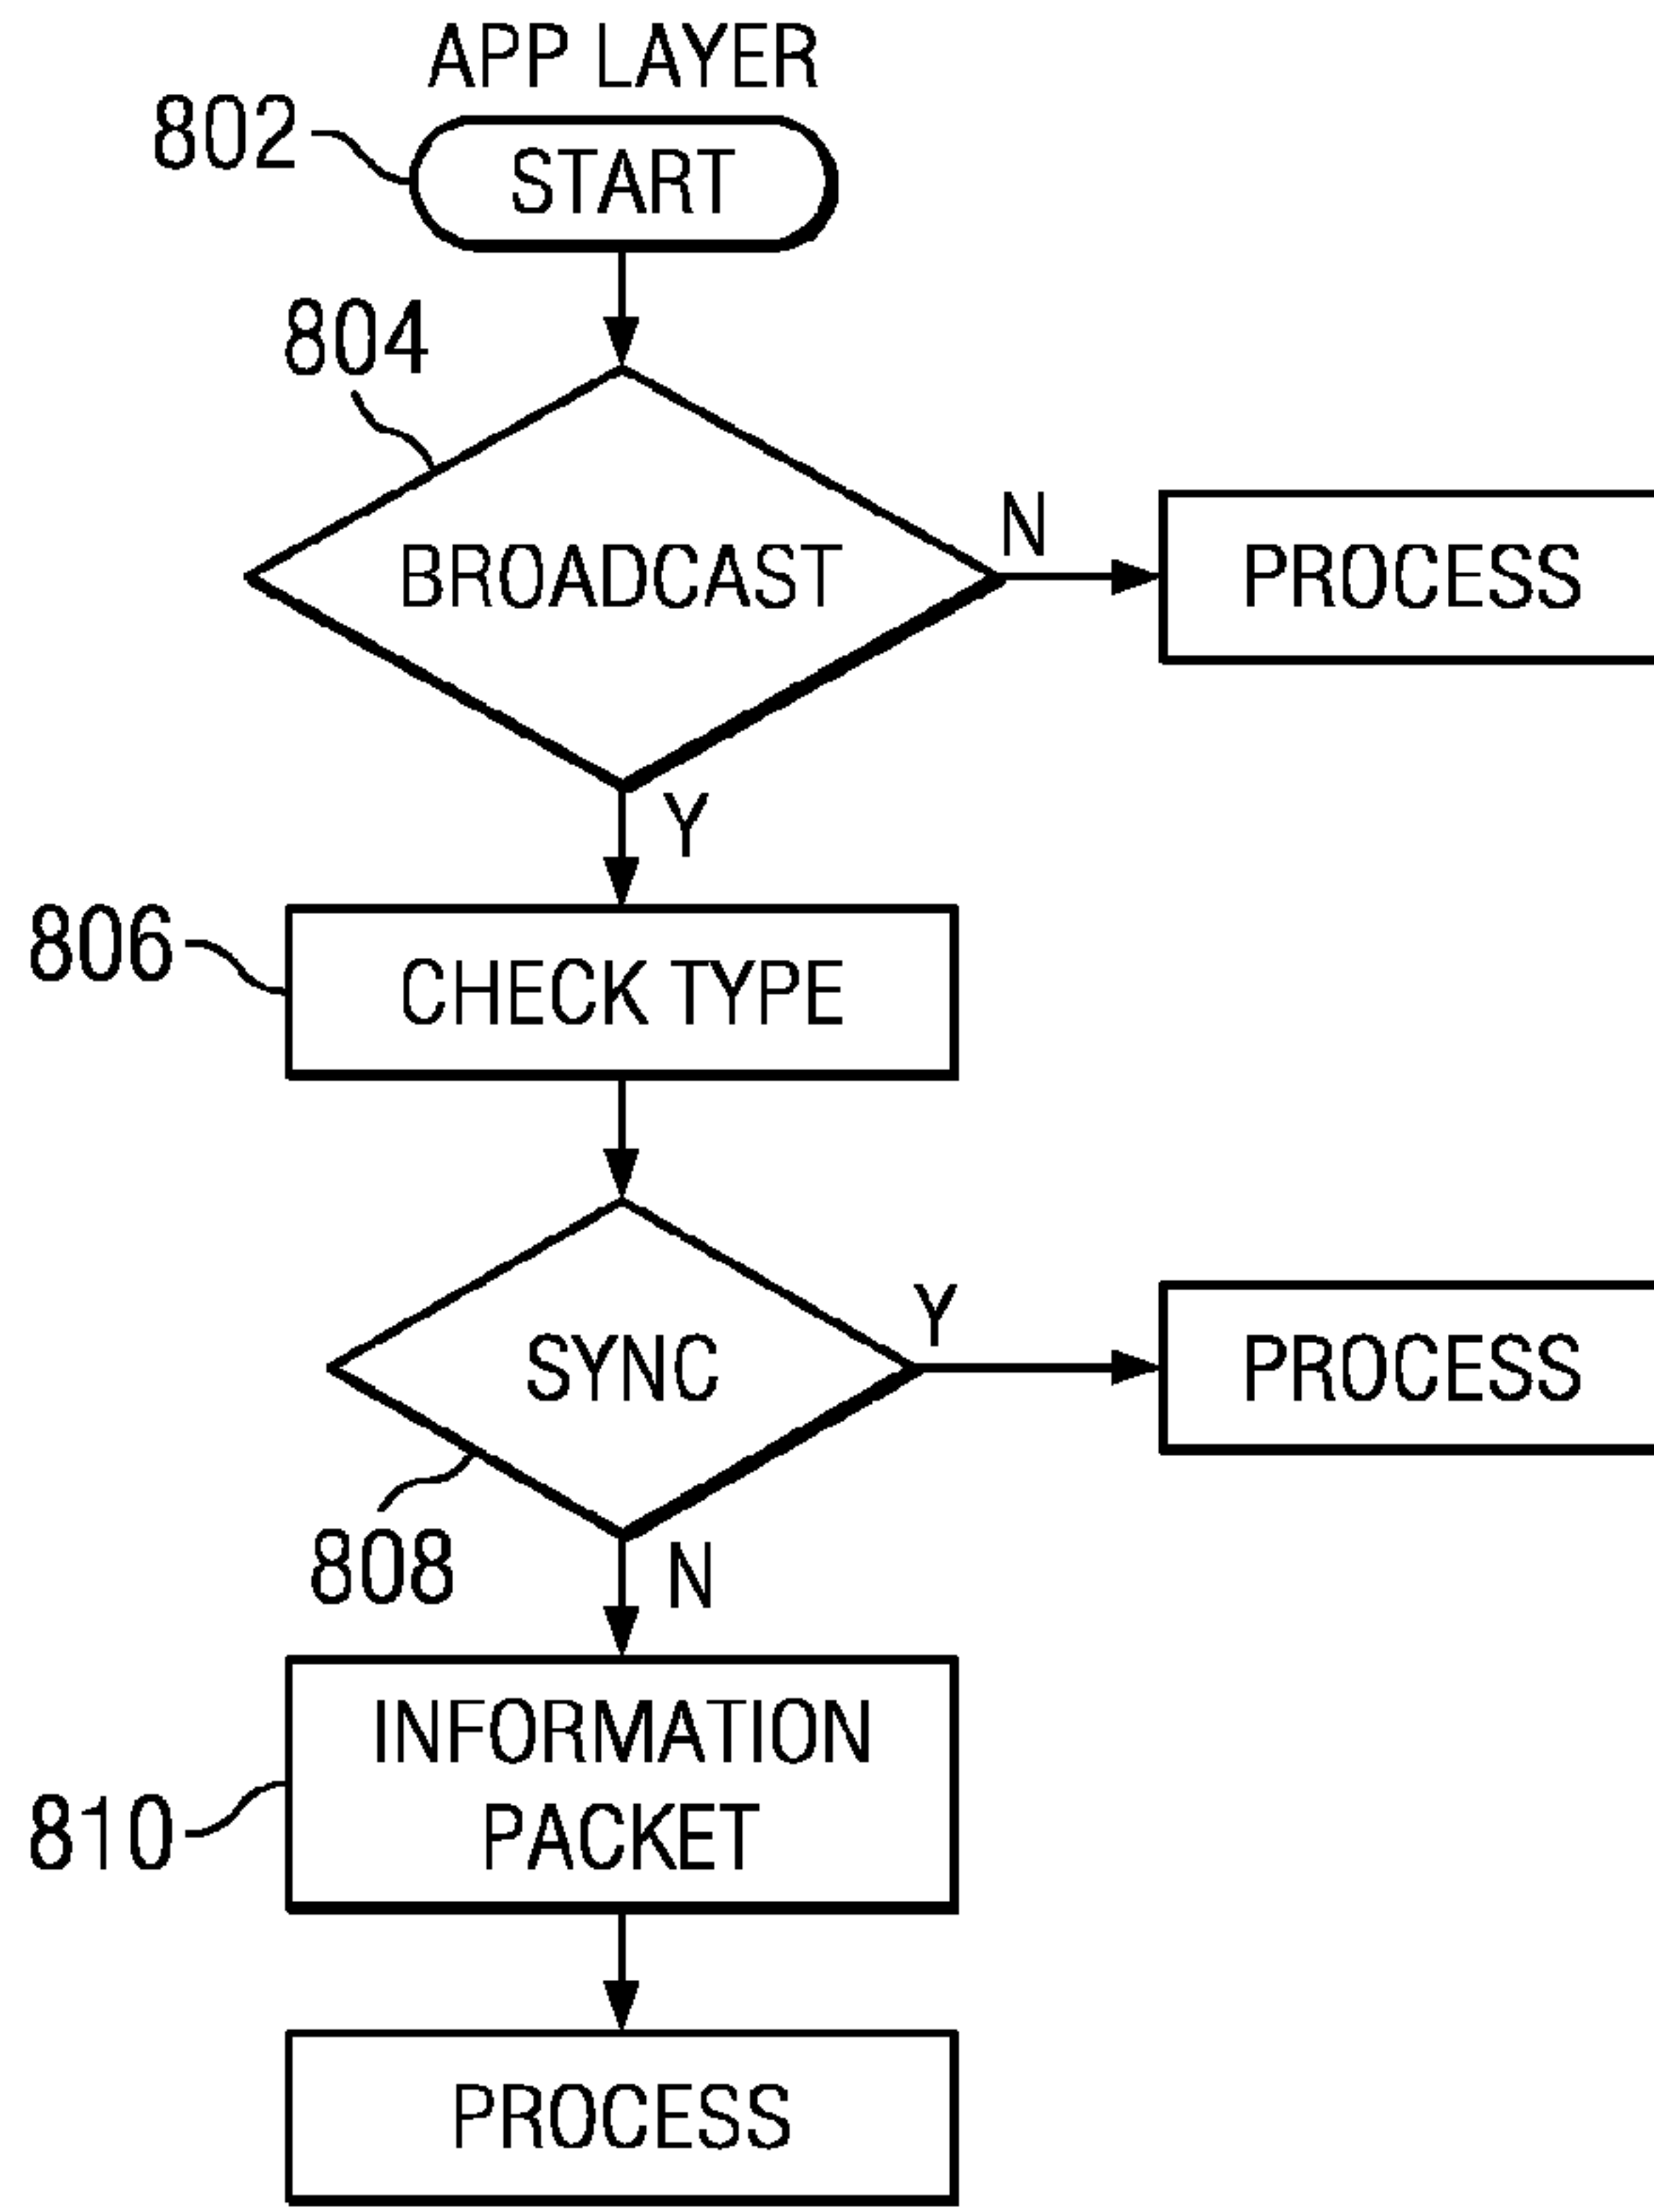 APP LAYER
802
START
804
BROADCAST
N
PROCESS
Y
806
CHECK TYPE
SYNC
Y
PROCESS
808
N
INFORMATION
PACKET
810
PROCESS